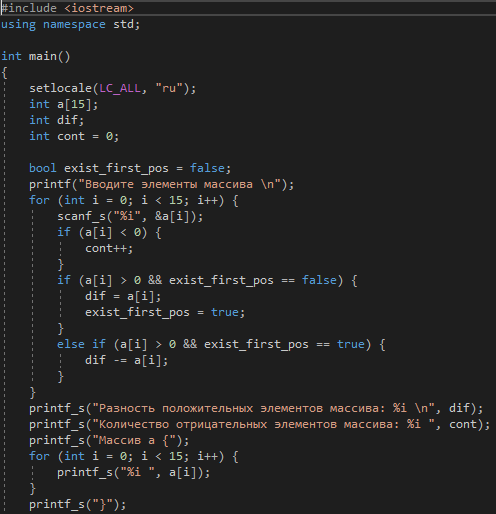 #include <iostream>
using namespace std;

int main()
{
    setlocale(LC_ALL, "ru");
    int a[15];
    int dif;
    int cont = 0;

    bool exist_first_pos = false;
    printf("Вводите элементы массива \n");
    for (int i = 0; i < 15; i++) {
        scanf_s("%i", &a[i]);
        if (a[i] < 0) {
            cont++;
        }
        if (a[i] > 0 && exist_first_pos == false) {
            dif = a[i];
            exist_first_pos = true;
        }
        else if (a[i] > 0 && exist_first_pos == true) {
            dif -= a[i];
        }
    }
    printf_s("Разность положительных элементов массива: %i \n", dif);
    printf_s("Количество отрицательных элементов массива: %i ", cont);
    printf_s("Массив a {");
    for (int i = 0; i < 15; i++) {
        printf_s("%i ", a[i]);
    }
    printf_s("}");